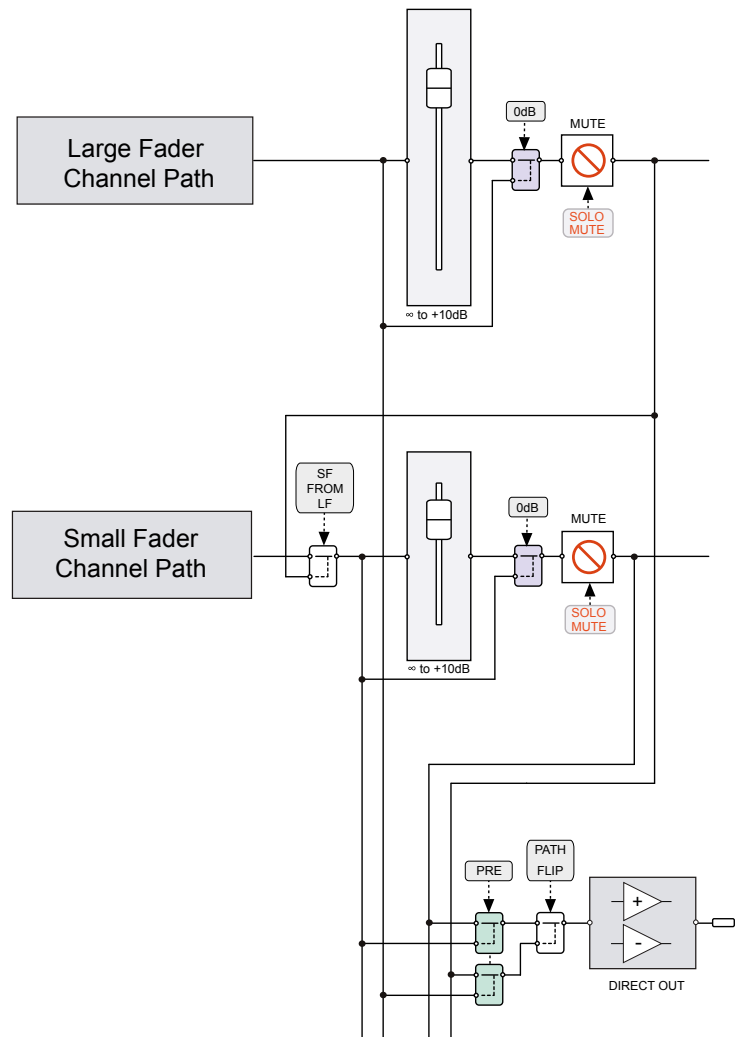 Large Fader
Channel Path
0dB
MUTE
SOLO
MUTE
∞ to +10dB
SF
FROM
LF
Small Fader
Channel Path
0dB
MUTE
SOLO
MUTE
∞ to +10dB
PRE
PATH
FLIP
+
-
DIRECT OUT